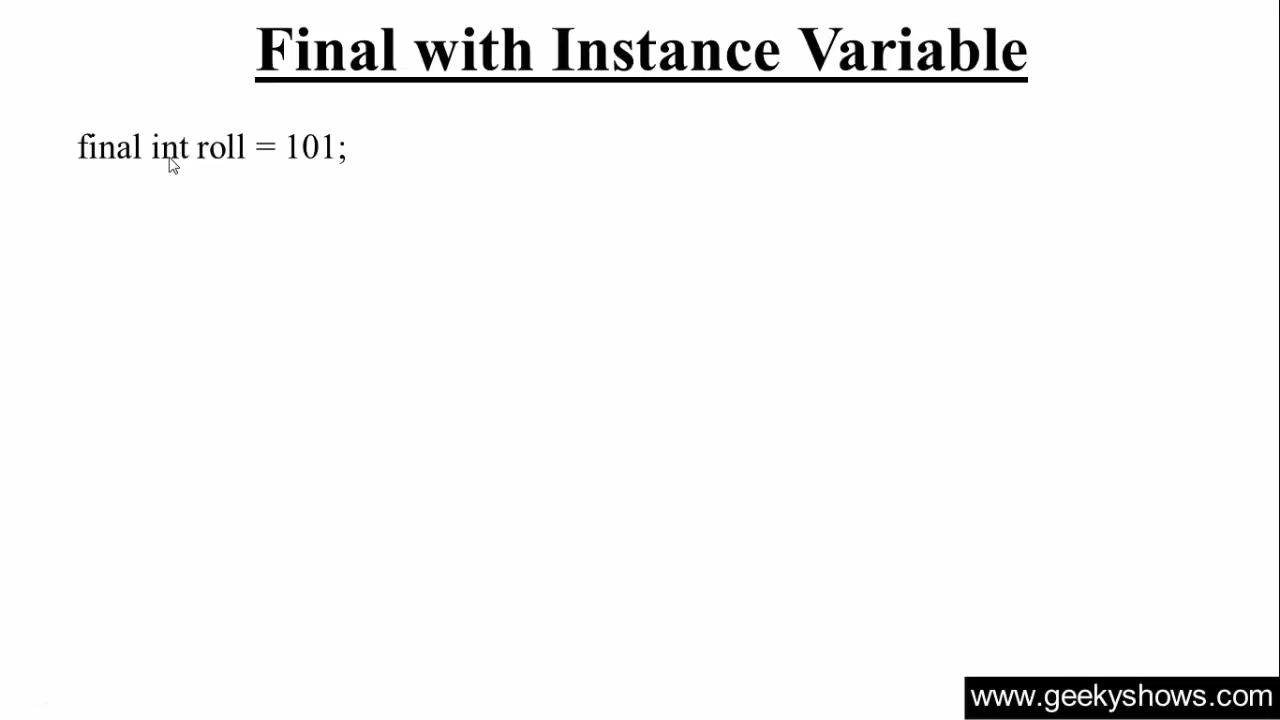 Final with Instance Variable
final int roll = 101;
www.geekyshows.com